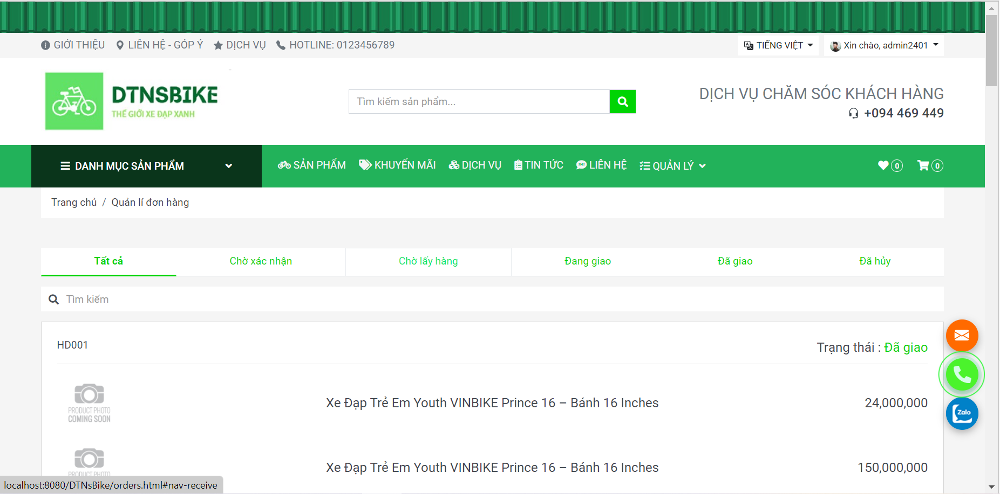 GIỚI THIỆU LIÊN HỆ - GÓP Ý DỊCH VỤ HOTLINE: 0123456789 TIẾNG VIỆT Xin chào, admin2401
DTNSBIKE
THẾ GIỚI XE ĐẠP XANH
Tìm kiếm sản phẩm...
DỊCH VỤ CHĂM SÓC KHÁCH HÀNG
+094 469 449
DANH MỤC SẢN PHẨM SẢN PHẨM KHUYẾN MÃI DỊCH VỤ TIN TỨC SMS LIÊN HỆ QUẢN LÝ 0 0
Trang chủ / Quản lí đơn hàng
Tất cả Chờ xác nhận Chờ lấy hàng Đang giao Đã giao Đã hủy
Tìm kiếm
HD001 Trạng thái : Đã giao
PRODUCT PHOTO
COMING SOON
Xe Đạp Trẻ Em Youth VINBIKE Prince 16 – Bánh 16 Inches 24,000,000
Zalo
Xe Đạp Trẻ Em Youth VINBIKE Prince 16 – Bánh 16 Inches 150,000,000
PRODUCT PHOTO
localhost:8080/DTNsBike/orders.html#nav-receive